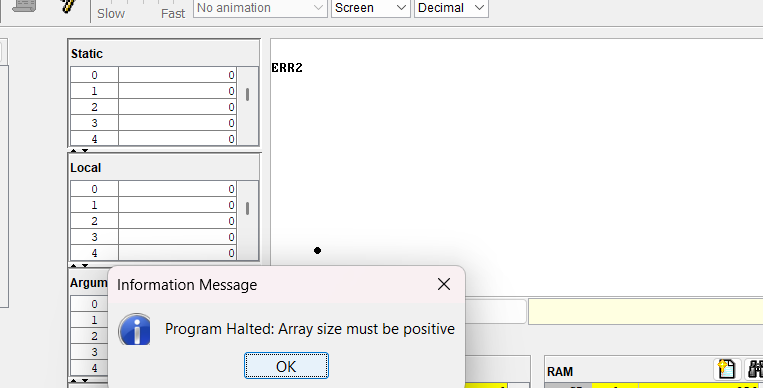 Slow Fast No animation Screen Decimal
Static
0 0
1 0
2 0
3 0
4 0
ERR2
Local
0 0
1 0
2 0
3 0
4 0
Argum
0
1
2
3
4
Information Message
Program Halted: Array size must be positive
OK
RAM